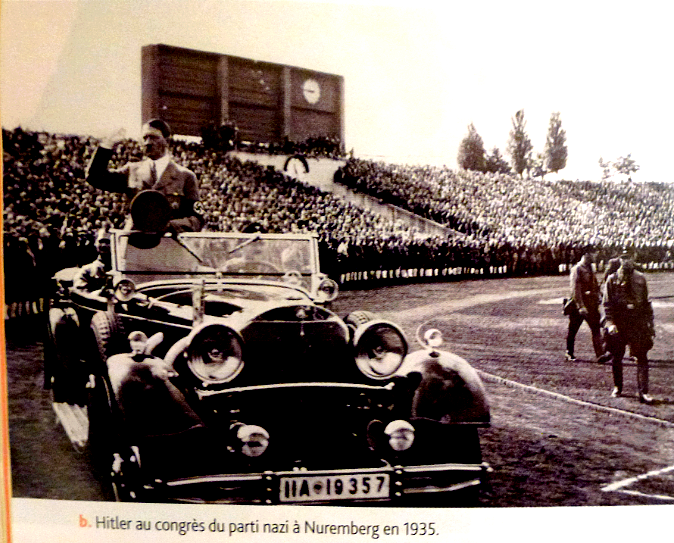 IIA-19357
b. Hitler au congrès du parti nazi à Nuremberg en 1935.